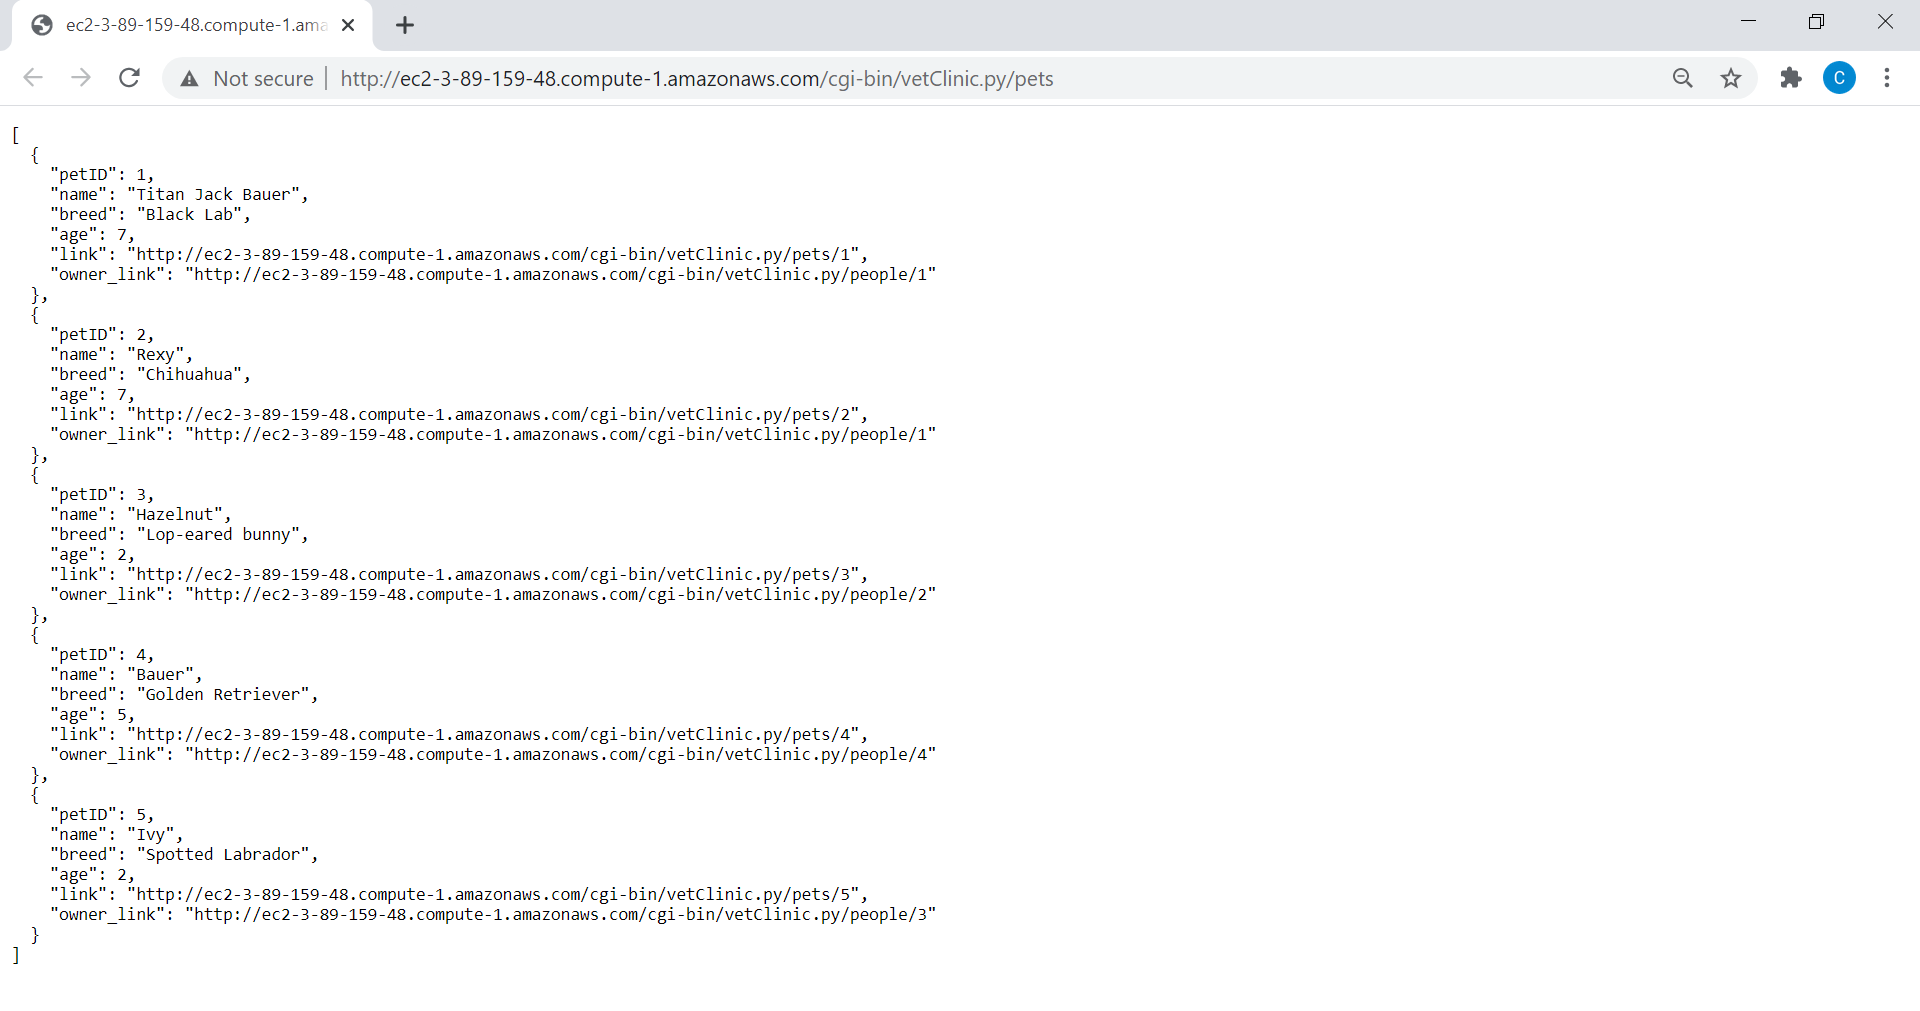 ec2-3-89-159-48.compute-1.ama
Not secure | http://ec2-3-89-159-48.compute-1.amazonaws.com/cgi-bin/vetClinic.py/pets
C
[
  {
    "petID": 1,
    "name": "Titan Jack Bauer",
    "breed": "Black Lab",
    "age": 7,
    "link": "http://ec2-3-89-159-48.compute-1.amazonaws.com/cgi-bin/vetClinic.py/pets/1",
    "owner_link": "http://ec2-3-89-159-48.compute-1.amazonaws.com/cgi-bin/vetClinic.py/people/1"
  },
  {
    "petID": 2,
    "name": "Rexy",
    "breed": "Chihuahua",
    "age": 7,
    "link": "http://ec2-3-89-159-48.compute-1.amazonaws.com/cgi-bin/vetClinic.py/pets/2",
    "owner_link": "http://ec2-3-89-159-48.compute-1.amazonaws.com/cgi-bin/vetClinic.py/people/1"
  },
  {
    "petID": 3,
    "name": "Hazelnut",
    "breed": "Lop-eared bunny",
    "age": 2,
    "link": "http://ec2-3-89-159-48.compute-1.amazonaws.com/cgi-bin/vetClinic.py/pets/3",
    "owner_link": "http://ec2-3-89-159-48.compute-1.amazonaws.com/cgi-bin/vetClinic.py/people/2"
  },
  {
    "petID": 4,
    "name": "Bauer",
    "breed": "Golden Retriever",
    "age": 5,
    "link": "http://ec2-3-89-159-48.compute-1.amazonaws.com/cgi-bin/vetClinic.py/pets/4",
    "owner_link": "http://ec2-3-89-159-48.compute-1.amazonaws.com/cgi-bin/vetClinic.py/people/4"
  },
  {
    "petID": 5,
    "name": "Ivy",
    "breed": "Spotted Labrador",
    "age": 2,
    "link": "http://ec2-3-89-159-48.compute-1.amazonaws.com/cgi-bin/vetClinic.py/pets/5",
    "owner_link": "http://ec2-3-89-159-48.compute-1.amazonaws.com/cgi-bin/vetClinic.py/people/3"
  }
]